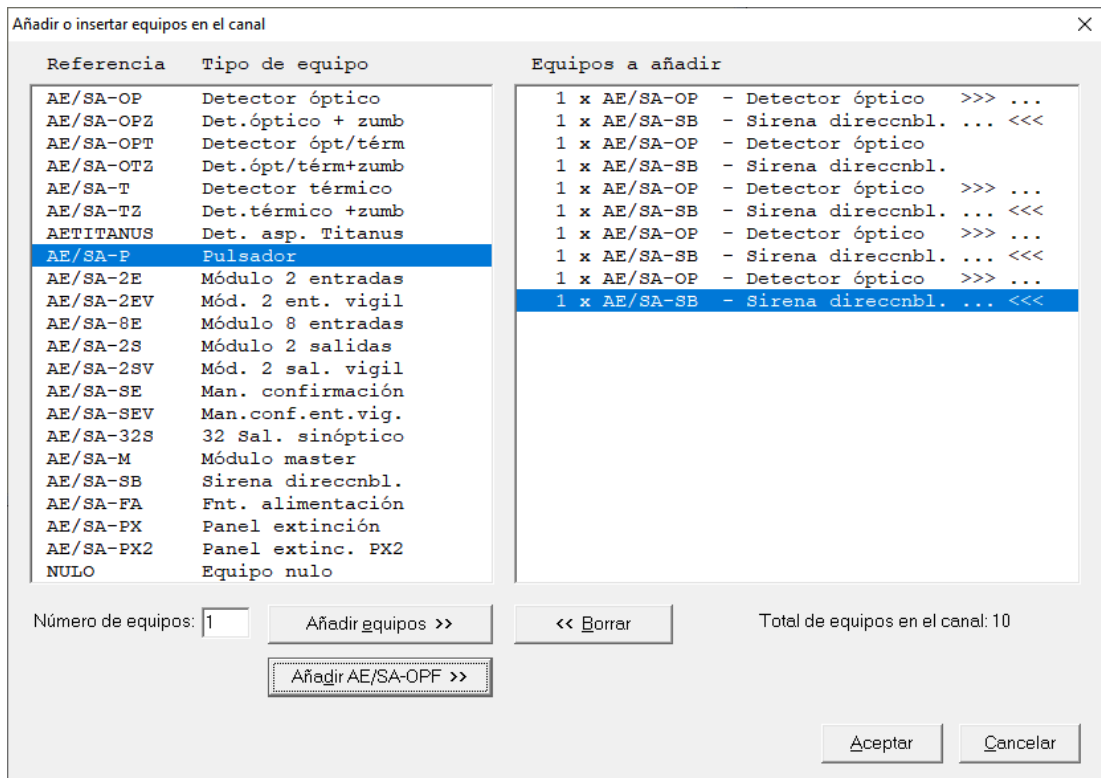 Añadir o insertar equipos en el canal
Referencia Tipo de equipo
AE/SA-OP Detector óptico
AE/SA-OPZ Det.óptico + zumb
AE/SA-OPT Detector ópt/térm
AE/SA-OTZ Det.ópt/térm+zumb
AE/SA-T Detector térmico
AE/SA-TZ Det.térmico +zumb
AETITANUS Det. asp. Titanus
AE/SA-P Pulsador
AE/SA-2E Módulo 2 entradas
AE/SA-2EV Mód. 2 ent. vigil
AE/SA-8E Módulo 8 entradas
AE/SA-2S Módulo 2 salidas
AE/SA-2SV Mód. 2 sal. vigil
AE/SA-SE Man. confirmación
AE/SA-SEV Man.conf.ent.vig.
AE/SA-32S 32 Sal. sinóptico
AE/SA-M Módulo master
AE/SA-SB Sirena direccnbl.
AE/SA-FA Fnt. alimentación
AE/SA-PX Panel extinción
AE/SA-PX2 Panel extinc. PX2
NULO Equipo nulo
Equipos a añadir
1 x AE/SA-OP - Detector óptico >>> ...
1 x AE/SA-SB - Sirena direccnbl. ... <<<
1 x AE/SA-OP - Detector óptico
1 x AE/SA-SB - Sirena direccnbl.
1 x AE/SA-OP - Detector óptico >>> ...
1 x AE/SA-SB - Sirena direccnbl. ... <<<
1 x AE/SA-OP - Detector óptico >>> ...
1 x AE/SA-SB - Sirena direccnbl. ... <<<
1 x AE/SA-OP - Detector óptico >>> ...
1 x AE/SA-SB - Sirena direccnbl. ... <<<
Número de equipos: 1
Añadir equipos >>
<< Borrar
Total de equipos en el canal: 10
Añadir AE/SA-OPF >>
Aceptar
Cancelar